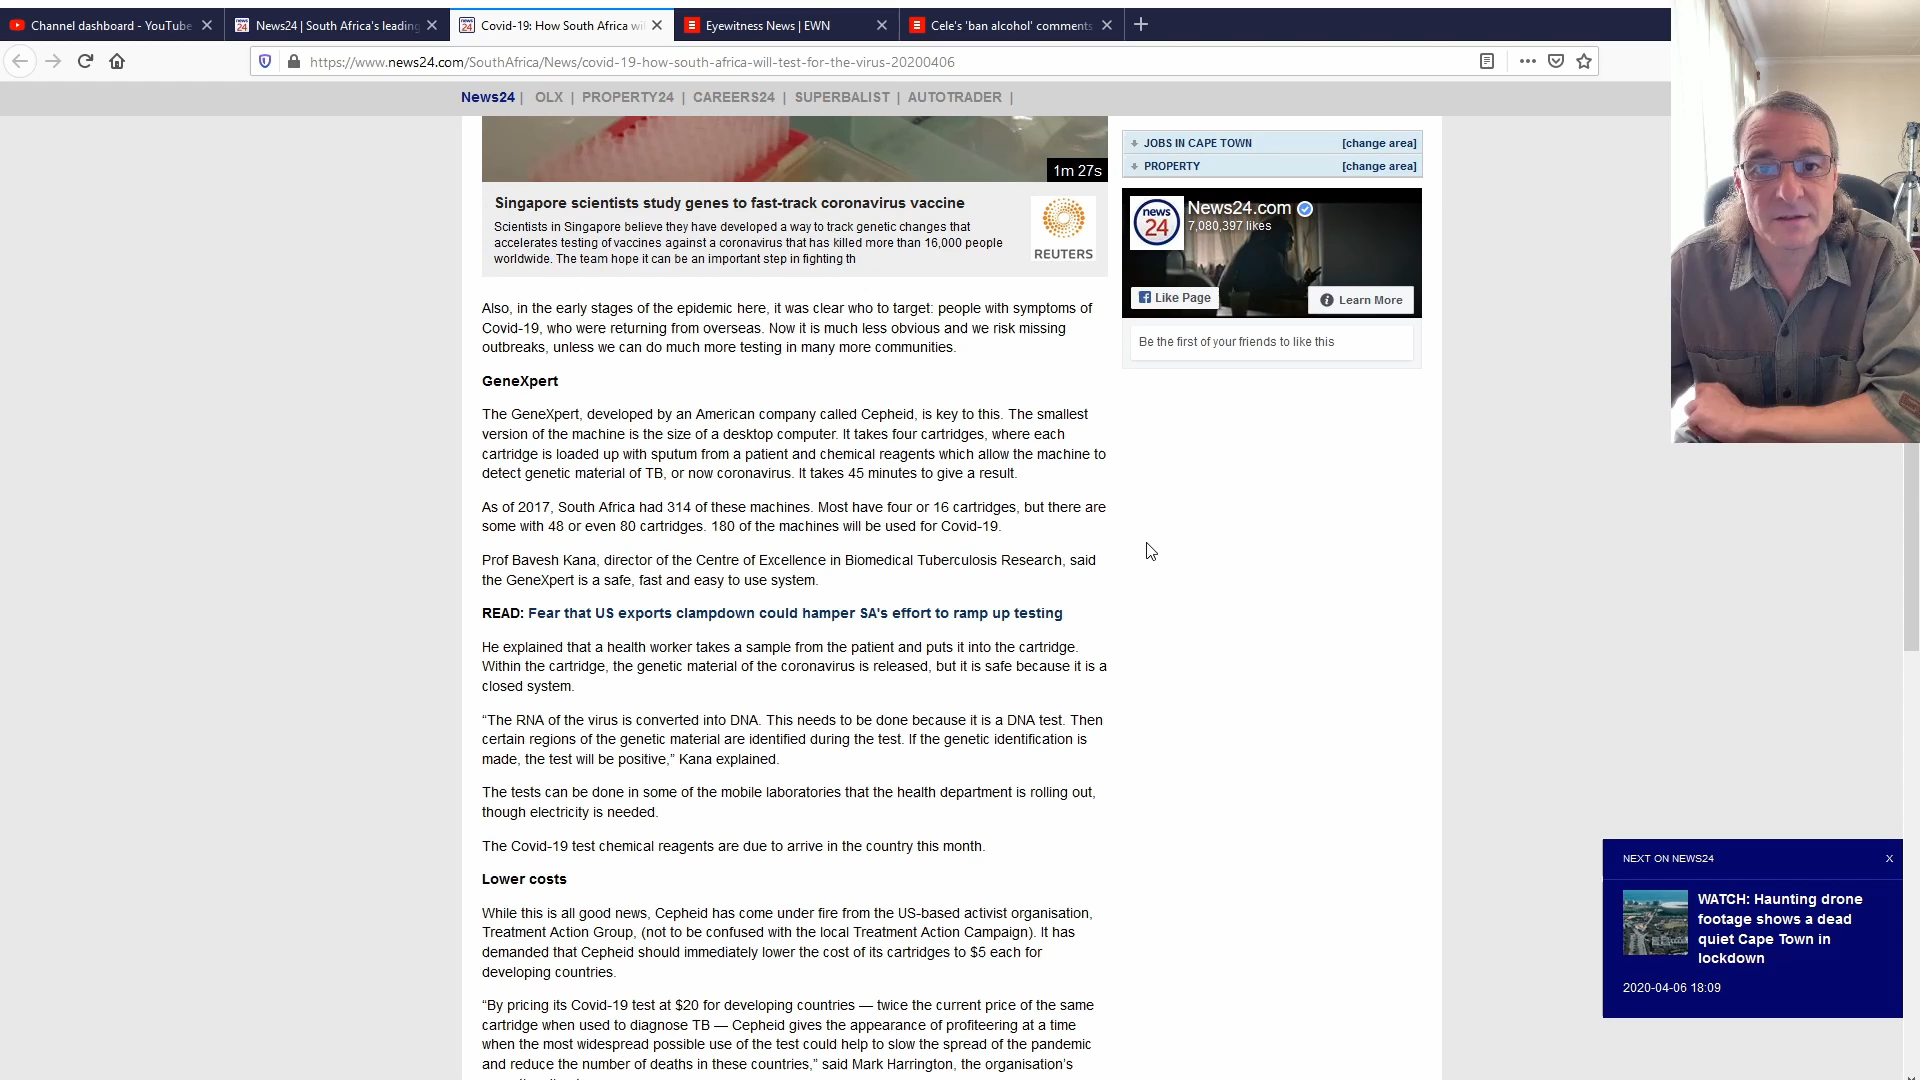 Channel dashboard - YouTube
News24 | South Africa's leading
Covid-19: How South Africa wi
Eyewitness News | EWN
Cele's 'ban alcohol' comments
https://www.news24.com/SouthAfrica/News/covid-19-how-south-africa-will-test-for-the-virus-20200406
News24 | OLX | PROPERTY24 | CAREERS24 | SUPERBALIST | AUTOTRADER |
1m 27s
Singapore scientists study genes to fast-track coronavirus vaccine
Scientists in Singapore believe they have developed a way to track genetic changes that
accelerates testing of vaccines against a coronavirus that has killed more than 16,000 people
worldwide. The team hope it can be an important step in fighting th
REUTERS
Also, in the early stages of the epidemic here, it was clear who to target: people with symptoms of
Covid-19, who were returning from overseas. Now it is much less obvious and we risk missing
outbreaks, unless we can do much more testing in many more communities.
GeneXpert
The GeneXpert, developed by an American company called Cepheid, is key to this. The smallest
version of the machine is the size of a desktop computer. It takes four cartridges, where each
cartridge is loaded up with sputum from a patient and chemical reagents which allow the machine to
detect genetic material of TB, or now coronavirus. It takes 45 minutes to give a result.
As of 2017, South Africa had 314 of these machines. Most have four or 16 cartridges, but there are
some with 48 or even 80 cartridges. 180 of the machines will be used for Covid-19.
Prof Bavesh Kana, director of the Centre of Excellence in Biomedical Tuberculosis Research, said
the GeneXpert is a safe, fast and easy to use system.
READ: Fear that US exports clampdown could hamper SA's effort to ramp up testing
He explained that a health worker takes a sample from the patient and puts it into the cartridge.
Within the cartridge, the genetic material of the coronavirus is released, but it is safe because it is a
closed system.
“The RNA of the virus is converted into DNA. This needs to be done because it is a DNA test. Then
certain regions of the genetic material are identified during the test. If the genetic identification is
made, the test will be positive,” Kana explained.
The tests can be done in some of the mobile laboratories that the health department is rolling out,
though electricity is needed.
The Covid-19 test chemical reagents are due to arrive in the country this month.
Lower costs
While this is all good news, Cepheid has come under fire from the US-based activist organisation,
Treatment Action Group, (not to be confused with the local Treatment Action Campaign). It has
demanded that Cepheid should immediately lower the cost of its cartridges to $5 each for
developing countries.
“By pricing its Covid-19 test at $20 for developing countries — twice the current price of the same
cartridge when used to diagnose TB — Cepheid gives the appearance of profiteering at a time
when the most widespread possible use of the test could help to slow the spread of the pandemic
and reduce the number of deaths in these countries,” said Mark Harrington, the organisation's
JOBS IN CAPE TOWN [change area]
PROPERTY [change area]
news
24
News24.com
7,080,397 likes
Like Page
Learn More
Be the first of your friends to like this
NEXT ON NEWS24 X
WATCH: Haunting drone
footage shows a dead
quiet Cape Town in
lockdown
2020-04-06 18:09